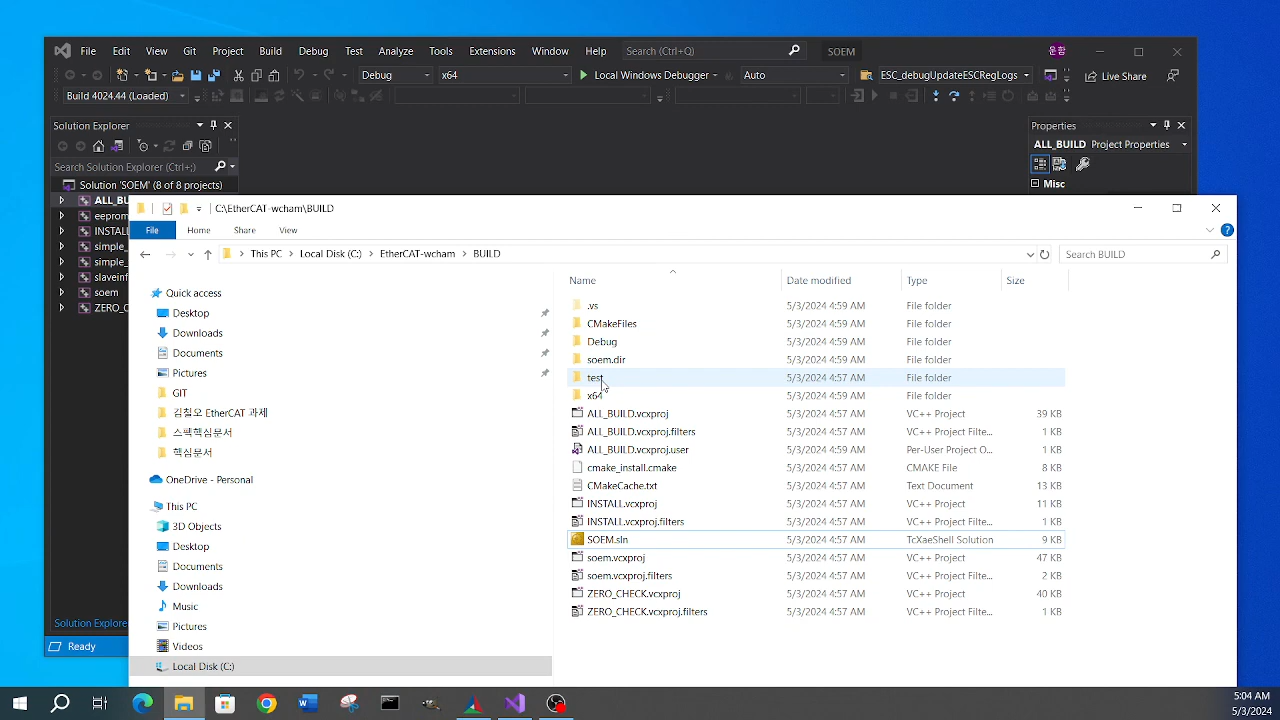 File Edit View Git Project Build Debug Test Analyze Tools Extensions Window Help Search (Ctrl+Q) SOEM 운함
Debug x64 Local Windows Debugger Auto ESC_debugUpdateESCRegLogs Live Share
Build 4024.44 (Loaded)
Solution Explorer
Search Solution Explorer (Ctrl+;)
Solution 'SOEM' (8 of 8 projects)
ALL_BU
eeprom
INSTALL
simple_
simple_
slaveinf
soem
ZERO_C
Solution Explorer
Ready
Properties
ALL_BUILD Project Properties
Misc
C:\EtherCAT-wcham\BUILD
File Home Share View
This PC Local Disk (C:) EtherCAT-wcham BUILD Search BUILD
Quick access
Desktop
Downloads
Documents
Pictures
GIT
김철오 EtherCAT 과제
스펙핵심문서
핵심문서
OneDrive - Personal
This PC
3D Objects
Desktop
Documents
Downloads
Music
Pictures
Videos
Local Disk (C:)
Name Date modified Type Size
.vs 5/3/2024 4:59 AM File folder
CMakeFiles 5/3/2024 4:59 AM File folder
Debug 5/3/2024 4:59 AM File folder
soem.dir 5/3/2024 4:59 AM File folder
test 5/3/2024 4:57 AM File folder
x64 5/3/2024 4:59 AM File folder
ALL_BUILD.vcxproj 5/3/2024 4:57 AM VC++ Project 39 KB
ALL_BUILD.vcxproj.filters 5/3/2024 4:57 AM VC++ Project Filte... 1 KB
ALL_BUILD.vcxproj.user 5/3/2024 4:59 AM Per-User Project O... 1 KB
cmake_install.cmake 5/3/2024 4:57 AM CMAKE File 8 KB
CMakeCache.txt 5/3/2024 4:57 AM Text Document 13 KB
INSTALL.vcxproj 5/3/2024 4:57 AM VC++ Project 11 KB
INSTALL.vcxproj.filters 5/3/2024 4:57 AM VC++ Project Filte... 1 KB
SOEM.sln 5/3/2024 4:57 AM TcXaeShell Solution 9 KB
soem.vcxproj 5/3/2024 4:57 AM VC++ Project 47 KB
soem.vcxproj.filters 5/3/2024 4:57 AM VC++ Project Filte... 2 KB
ZERO_CHECK.vcxproj 5/3/2024 4:57 AM VC++ Project 40 KB
ZERO_CHECK.vcxproj.filters 5/3/2024 4:57 AM VC++ Project Filte... 1 KB
5:04 AM
5/3/2024